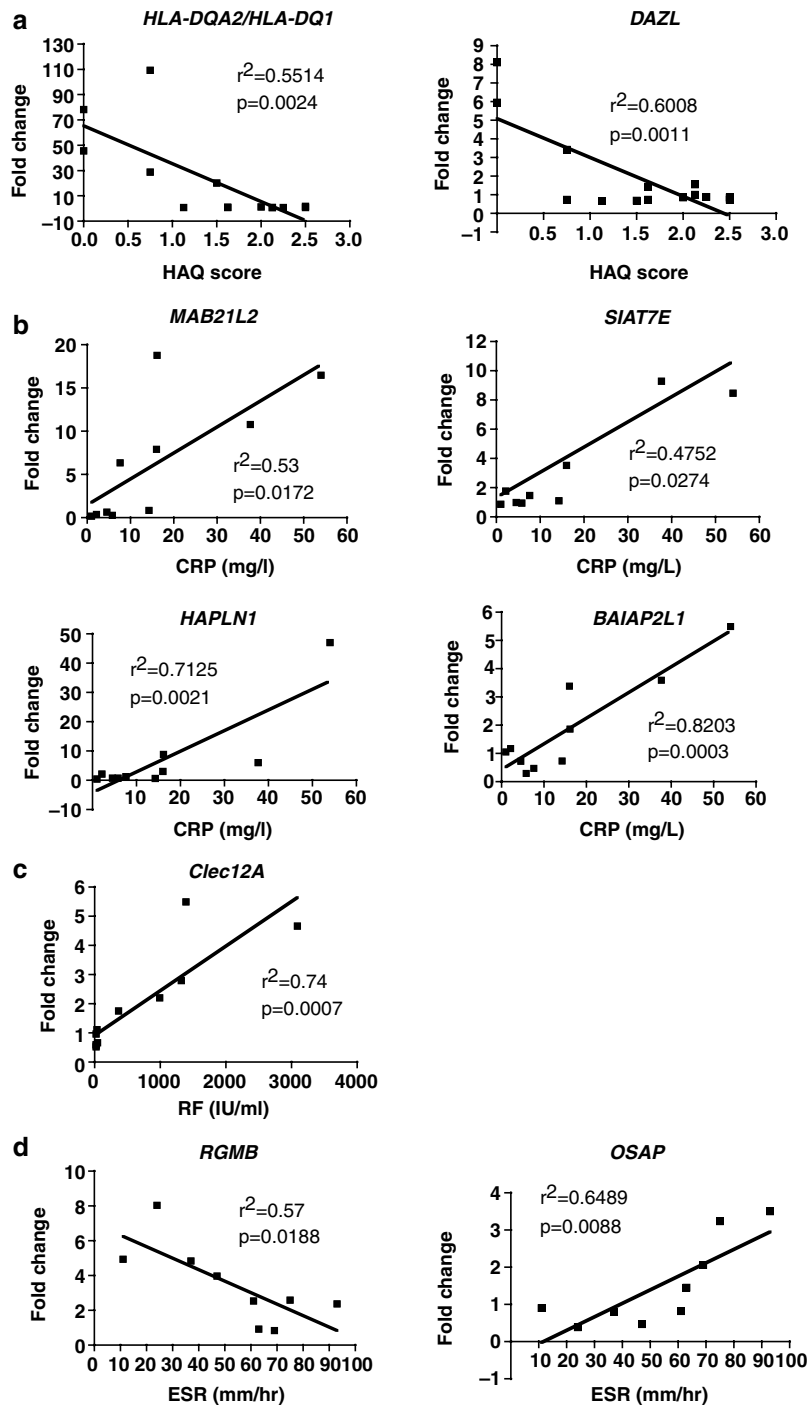 a
HLA-DQA2/HLA-DQ1
130
110
90
70
50
30
10
–10
Fold change
r2=0.5514
p=0.0024
0.0 0.5 1.0 1.5 2.0 2.5 3.0
HAQ score
DAZL
9
8
7
6
5
4
3
2
1
0
–1
Fold change
r2=0.6008
p=0.0011
0.5 1.0 1.5 2.0 2.5 3.0
HAQ score
b
MAB21L2
20
15
10
5
0
Fold change
r2=0.53
p=0.0172
0 10 20 30 40 50 60
CRP (mg/l)
SIAT7E
12
10
8
6
4
2
0
Fold change
r2=0.4752
p=0.0274
0 10 20 30 40 50 60
CRP (mg/L)
HAPLN1
50
40
30
20
10
0
–10
Fold change
r2=0.7125
p=0.0021
10 20 30 40 50 60
CRP (mg/l)
BAIAP2L1
6
5
4
3
2
1
0
Fold change
r2=0.8203
p=0.0003
0 10 20 30 40 50 60
CRP (mg/L)
c
Clec12A
6
5
4
3
2
1
0
Fold change
r2=0.74
p=0.0007
0 1000 2000 3000 4000
RF (IU/ml)
d
RGMB
10
8
6
4
2
0
Fold change
r2=0.57
p=0.0188
0 10 20 30 40 50 60 70 80 90100
ESR (mm/hr)
OSAP
4
3
2
1
0
–1
Fold change
r2=0.6489
p=0.0088
10 20 30 40 50 60 70 80 90 100
ESR (mm/hr)